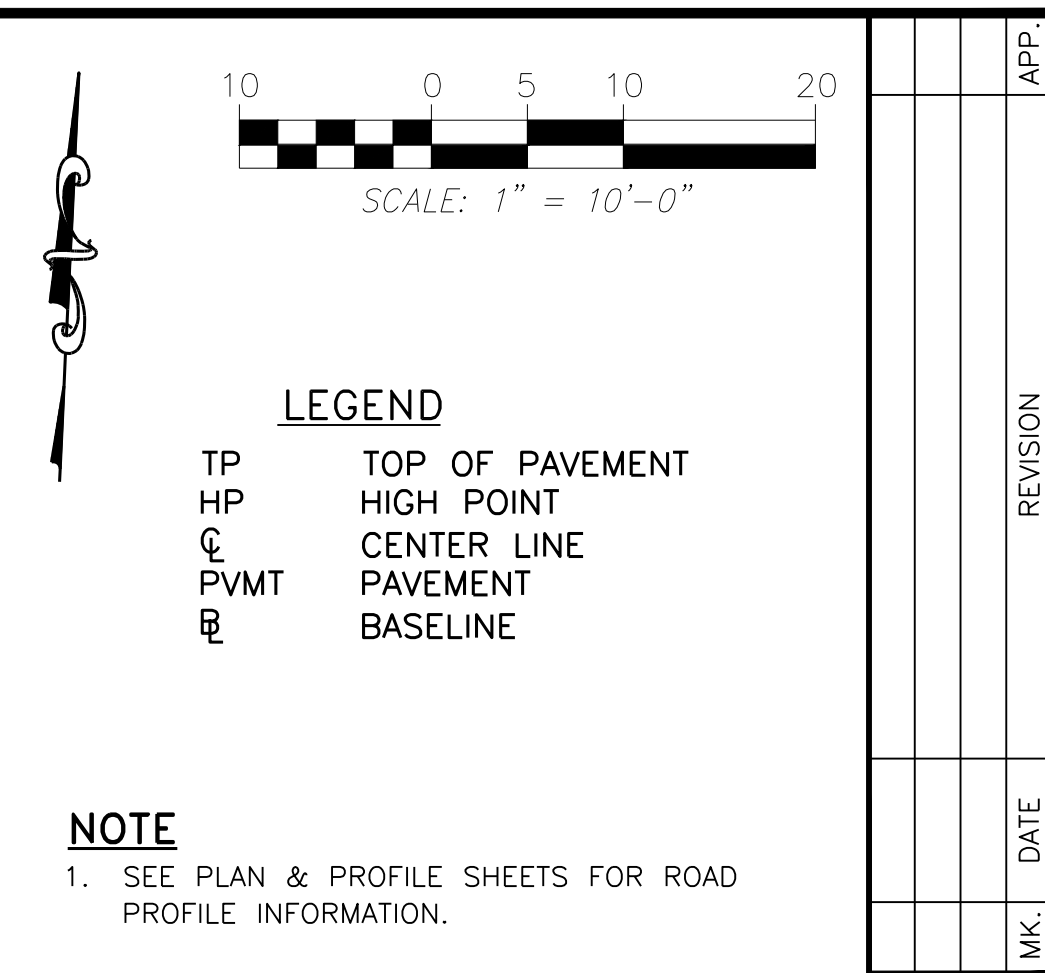 10 0 5 10 20
SCALE: 1" = 10'-0"
LEGEND
TP TOP OF PAVEMENT
HP HIGH POINT
℄ CENTER LINE
PVMT PAVEMENT
BL BASELINE
NOTE
1. SEE PLAN & PROFILE SHEETS FOR ROAD
PROFILE INFORMATION.
APP.
REVISION
DATE
MK.